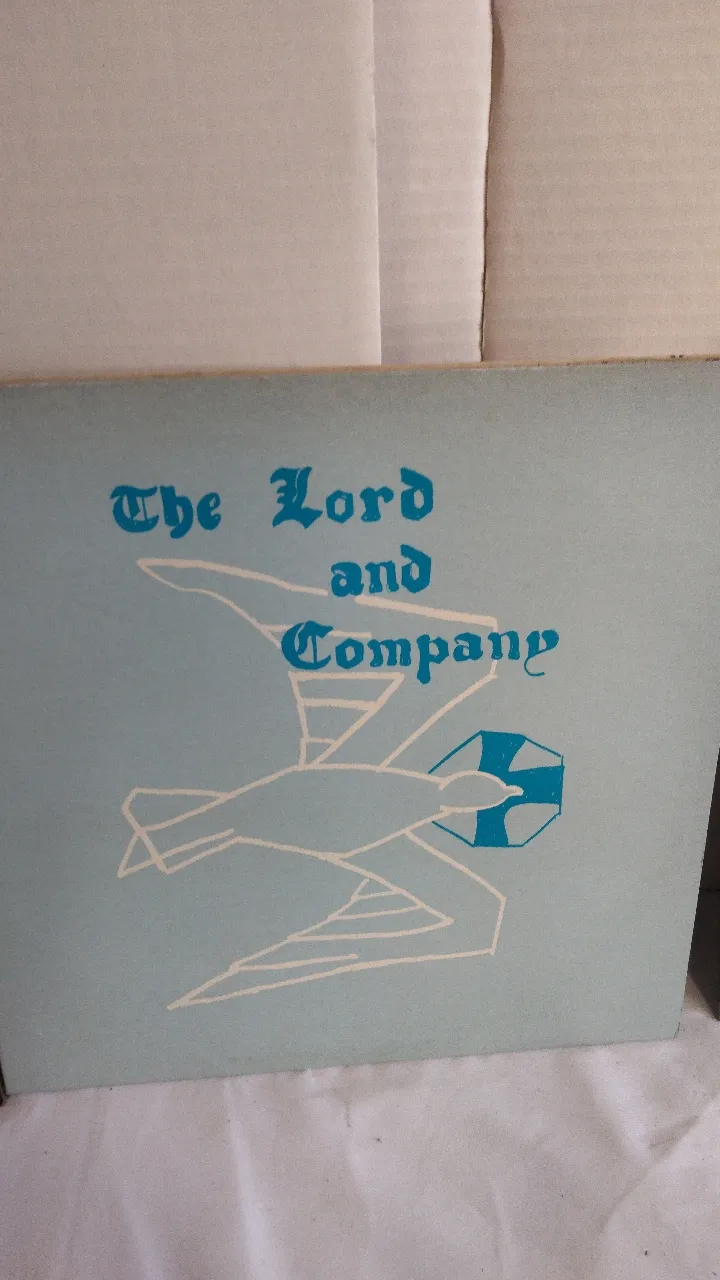 The Lord
and
Company